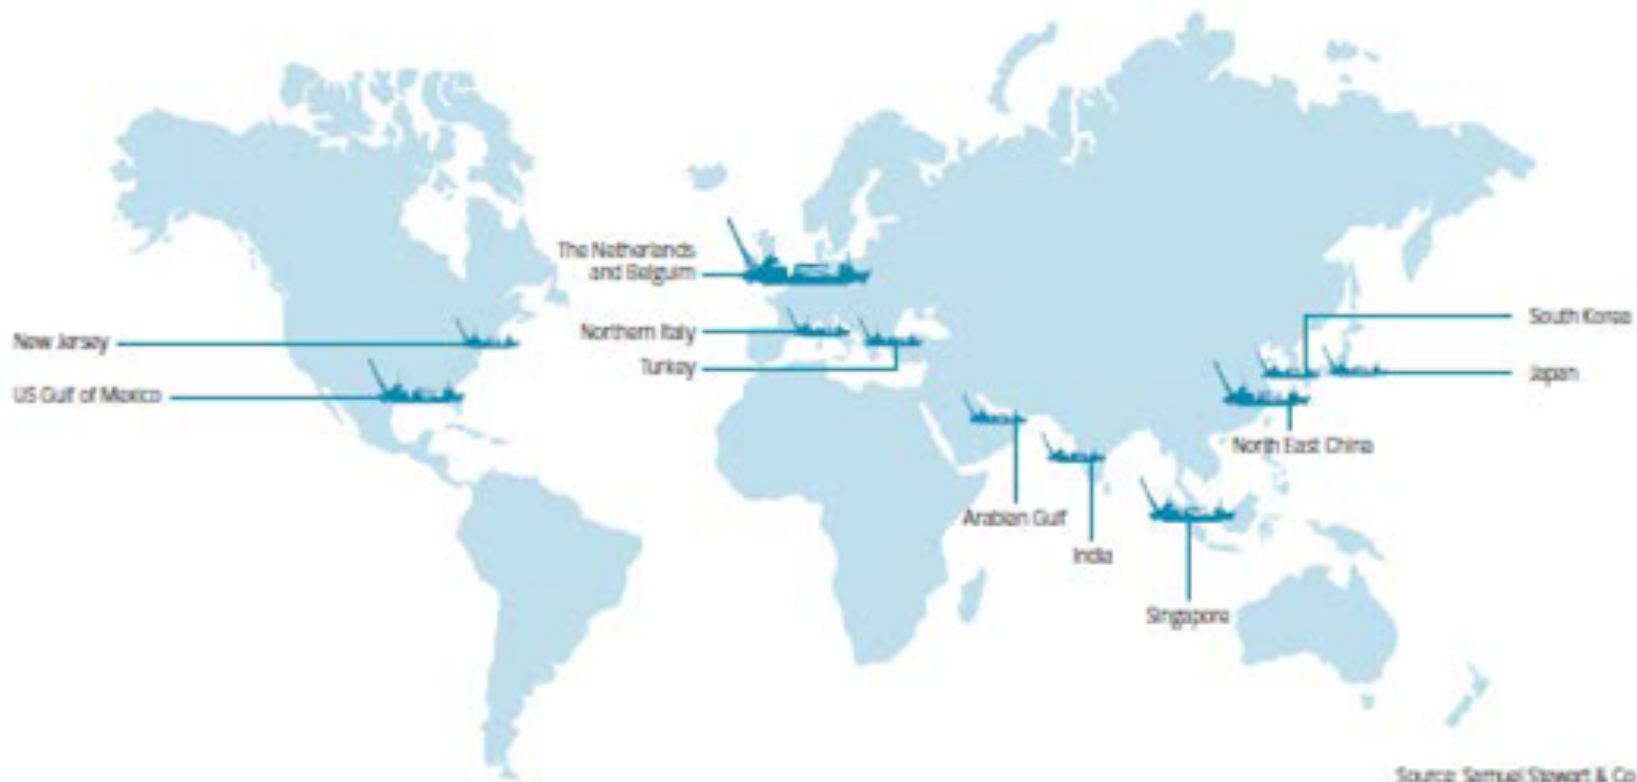 The Netherlands
and Belguim
New Jersey
Northern Italy
South Korea
Turkey
Japan
US Gulf of Mexico
North East China
Arabian Gulf
India
Singapore
Source: Samuel Stewart & Co